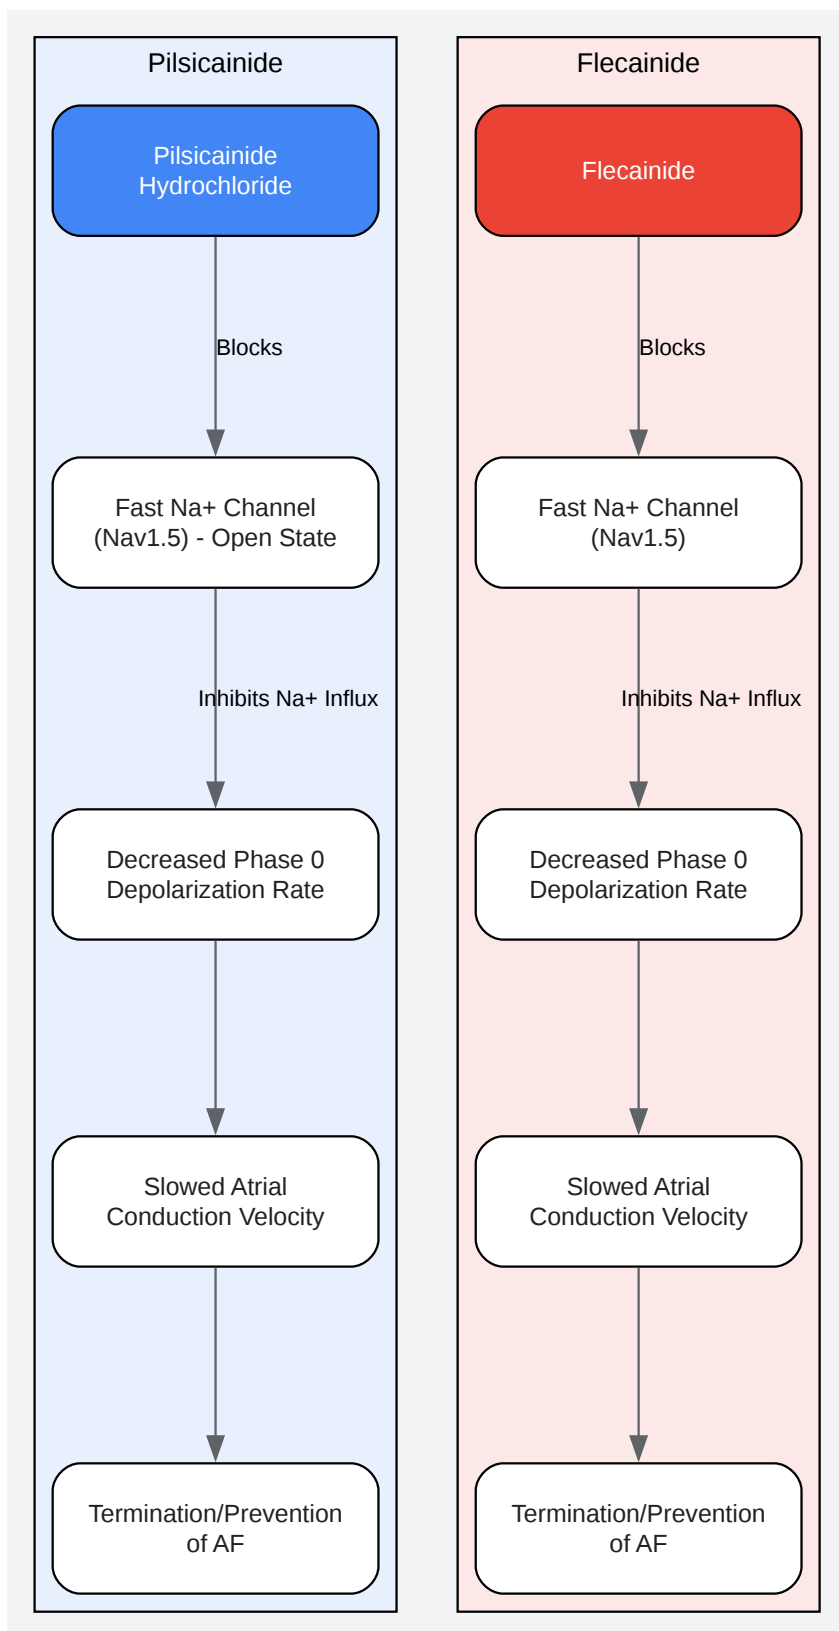 Pilsicainide
Pilsicainide
Hydrochloride
Blocks
Fast Na+ Channel
(Nav1.5) - Open State
Inhibits Na+ Influx
Decreased Phase 0
Depolarization Rate
Slowed Atrial
Conduction Velocity
Termination/Prevention
of AF
Flecainide
Flecainide
Blocks
Fast Na+ Channel
(Nav1.5)
Inhibits Na+ Influx
Decreased Phase 0
Depolarization Rate
Slowed Atrial
Conduction Velocity
Termination/Prevention
of AF